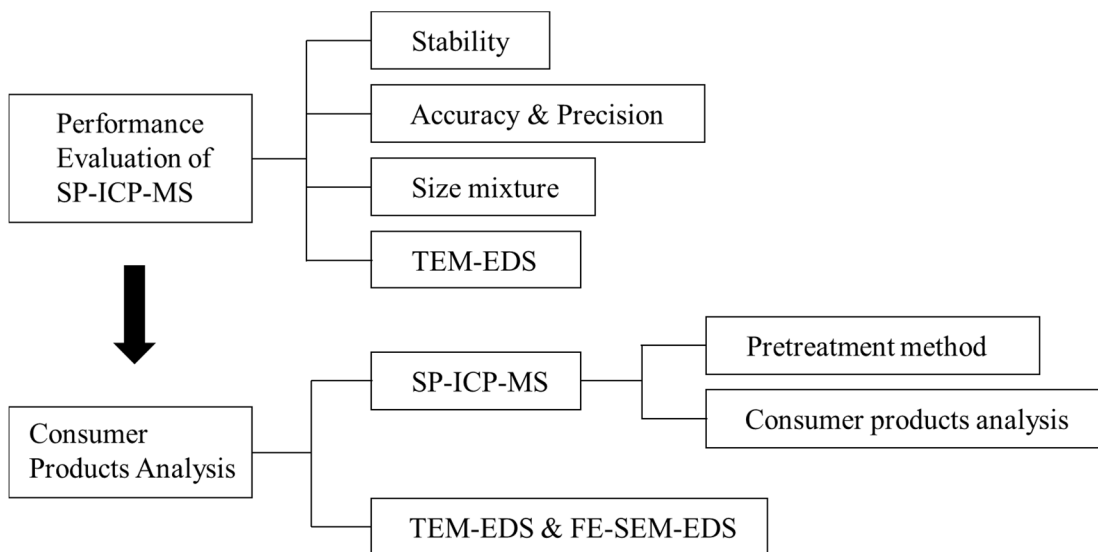 Stability
Accuracy & Precision
Performance
Evaluation of
SP-ICP-MS
Size mixture
TEM-EDS
Pretreatment method
SP-ICP-MS
Consumer products analysis
Consumer
Products Analysis
TEM-EDS & FE-SEM-EDS